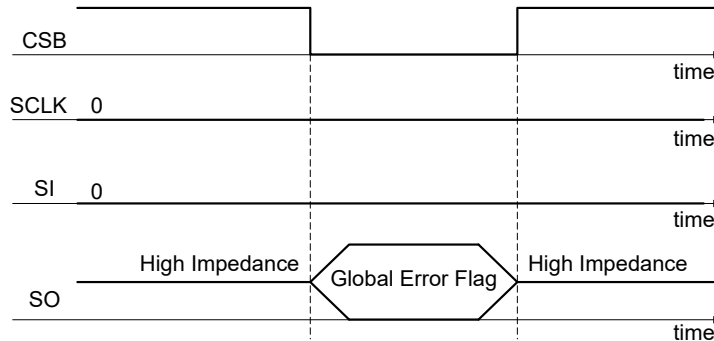 CSB
time
SCLK 0
time
SI 0
time
High Impedance Global Error Flag High Impedance
SO
time